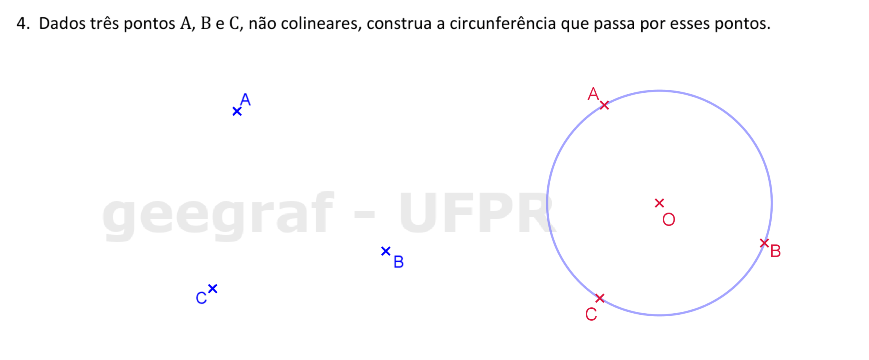 4. Dados três pontos A, B e C, não colineares, construa a circunferência que passa por esses pontos.
A
A
geegraf - UFPR
O
B
B
C
C